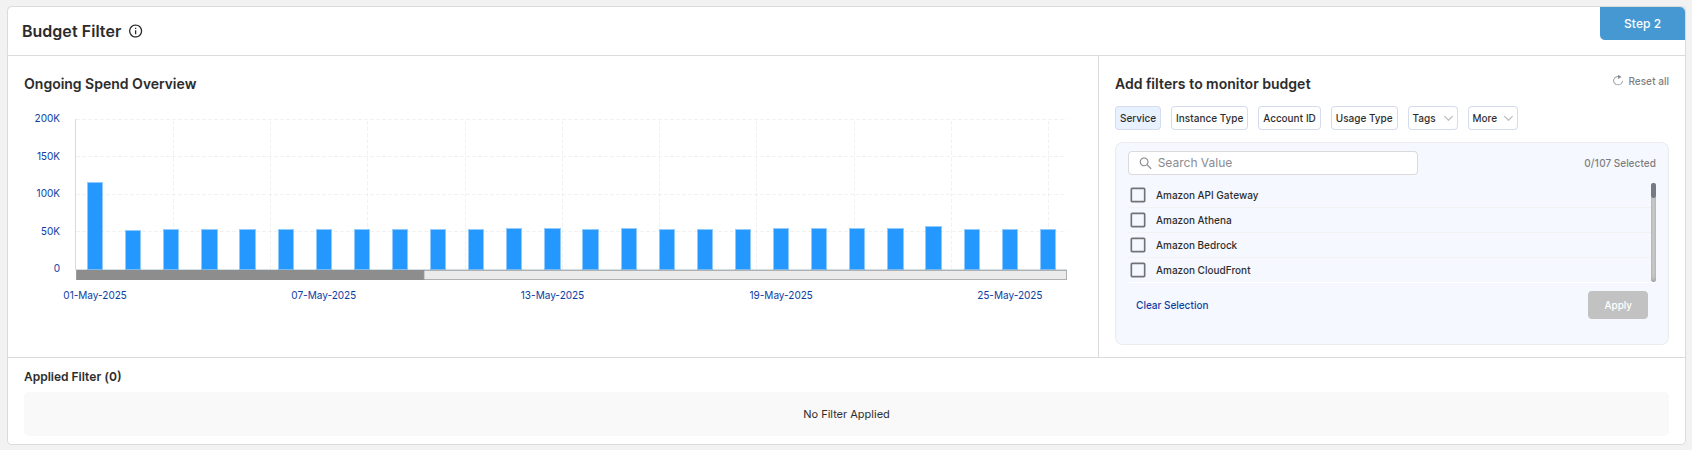 Budget Filter
Step 2
Ongoing Spend Overview
200K
150K
100K
50K
0
01-May-2025 07-May-2025 13-May-2025 19-May-2025 25-May-2025
Add filters to monitor budget
Reset all
Service Instance Type Account ID Usage Type Tags More
Search Value
0/107 Selected
Amazon API Gateway
Amazon Athena
Amazon Bedrock
Amazon CloudFront
Clear Selection
Apply
Applied Filter (0)
No Filter Applied